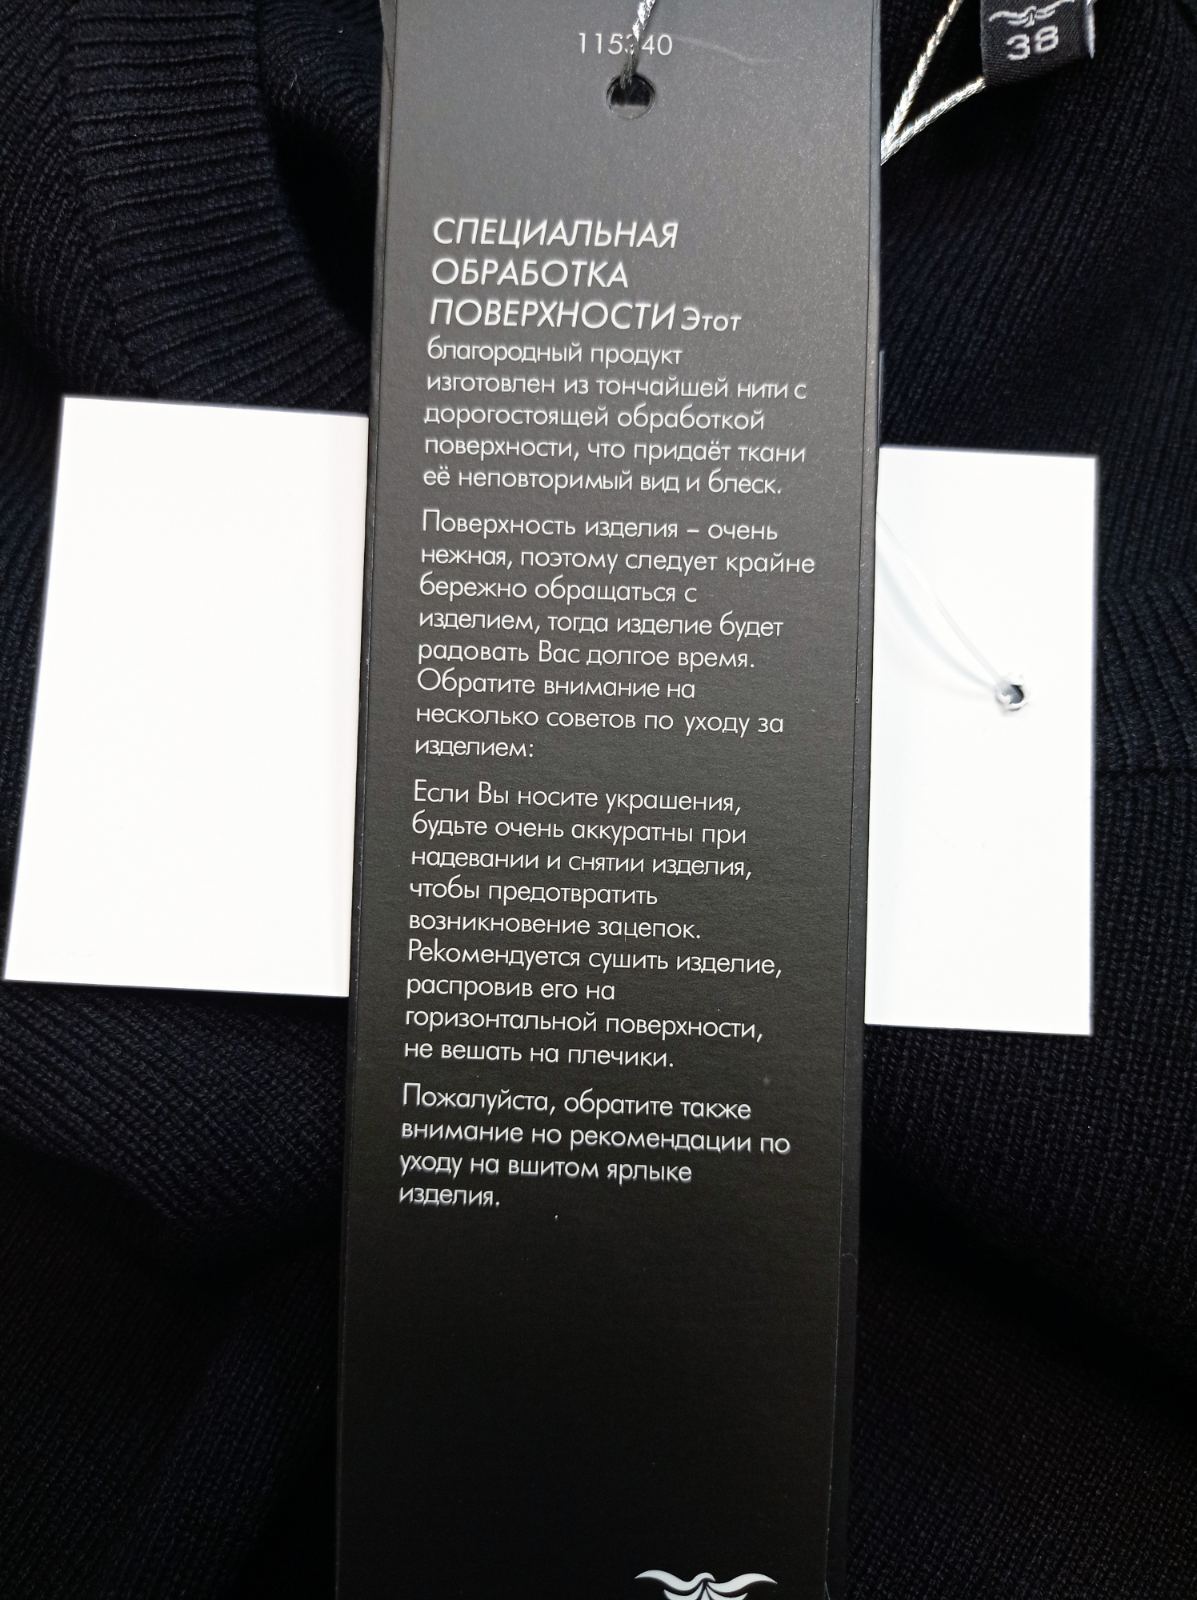 38
СПЕЦИАЛЬНАЯ
ОБРАБОТКА
ПОВЕРХНОСТИ Этот
благородный продукт
изготовлен из тончайшей нити с
дорогостоящей обработкой
поверхности, что придаёт ткани
её неповторимый вид и блеск.
Поверхность изделия – очень
нежная, поэтому следует крайне
бережно обращаться с
изделием, тогда изделие будет
радовать Вас долгое время.
Обратите внимание на
несколько советов по уходу за
изделием:
Если Вы носите украшения,
будьте очень аккуратны при
надевании и снятии изделия,
чтобы предотвратить
возникновение зацепок.
Рекомендуется сушить изделие,
распровив его на
горизонтальной поверхности,
не вешать на плечики.
Пожалуйста, обратите также
внимание но рекомендации по
уходу на вшитом ярлыке
изделия.